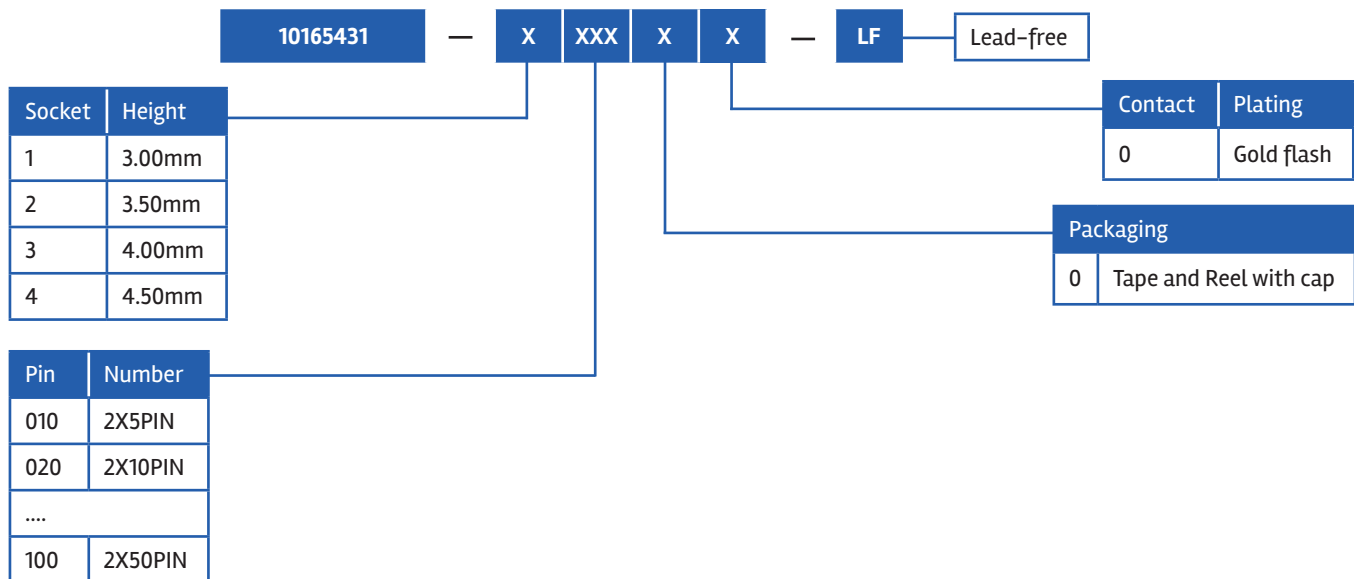 10165431 — X XXX X X — LF Lead-free
Socket Height
1 3.00mm
2 3.50mm
3 4.00mm
4 4.50mm
Contact Plating
0 Gold flash
Packaging
0 Tape and Reel with cap
Pin Number
010 2X5PIN
020 2X10PIN
....
100 2X50PIN